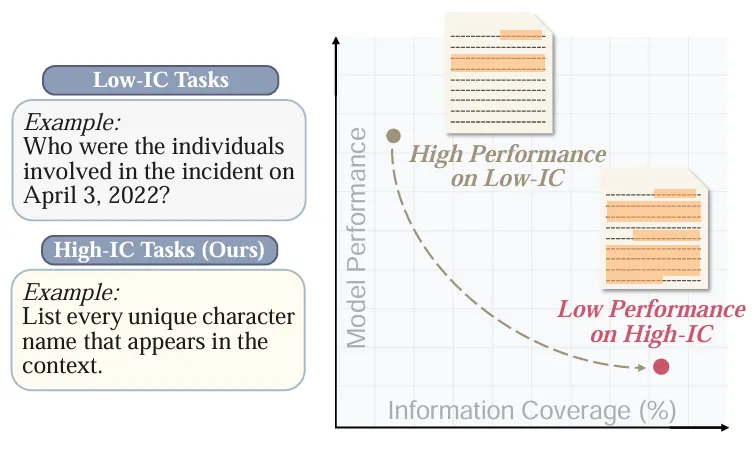 Low-IC Tasks
Example:
Who were the individuals
involved in the incident on
April 3, 2022?
High-IC Tasks (Ours)
Example:
List every unique character
name that appears in the
context.
Model Performance
High Performance
on Low-IC
Low Performance
on High-IC
Information Coverage (%)